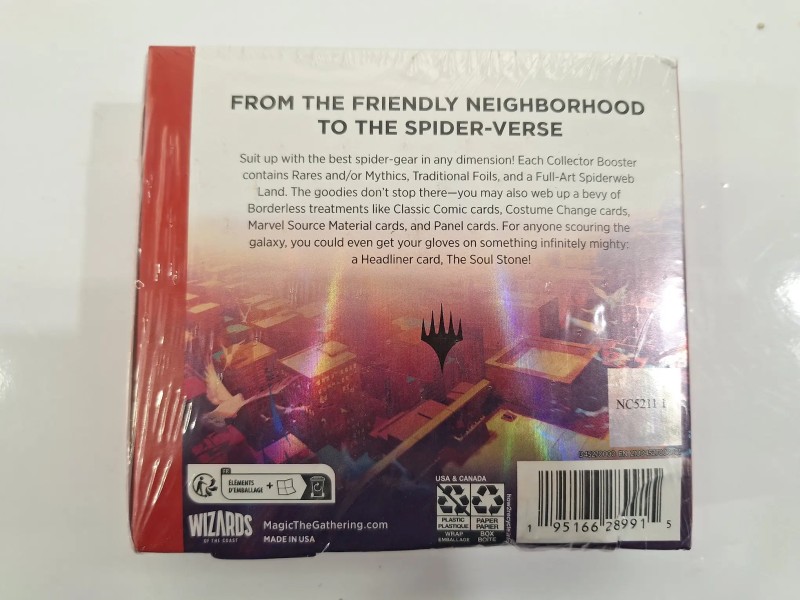 FROM THE FRIENDLY NEIGHBORHOOD
TO THE SPIDER-VERSE
Suit up with the best spider-gear in any dimension! Each Collector Booster
contains Rares and/or Mythics, Traditional Foils, and a Full-Art Spiderweb
Land. The goodies don't stop there—you may also web up a bevy of
Borderless treatments like Classic Comic cards, Costume Change cards,
Marvel Source Material cards, and Panel cards. For anyone scouring the
galaxy, you could even get your gloves on something infinitely mighty:
a Headliner card, The Soul Stone!
NC5211 1
FR
ÉLÉMENTS
D'EMBALLAGE
+
WIZARDS
OF THE COAST
MagicTheGathering.com
MADE IN USA
USA & CANADA
PLASTIC
PLASTIQUE
WRAP
EMBALLAGE
PAPER
PAPIER
BOX
BOÎTE
1 95166 28991 5